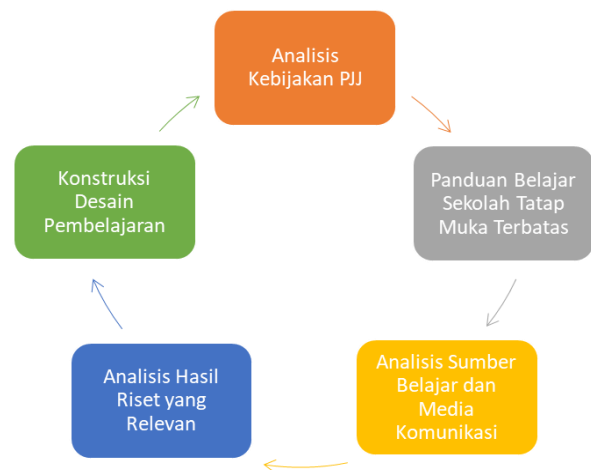 Analisis
Kebijakan PJJ
Panduan Belajar
Sekolah Tatap
Muka Terbatas
Analisis Sumber
Belajar dan
Media
Komunikasi
Analisis Hasil
Riset yang
Relevan
Konstruksi
Desain
Pembelajaran